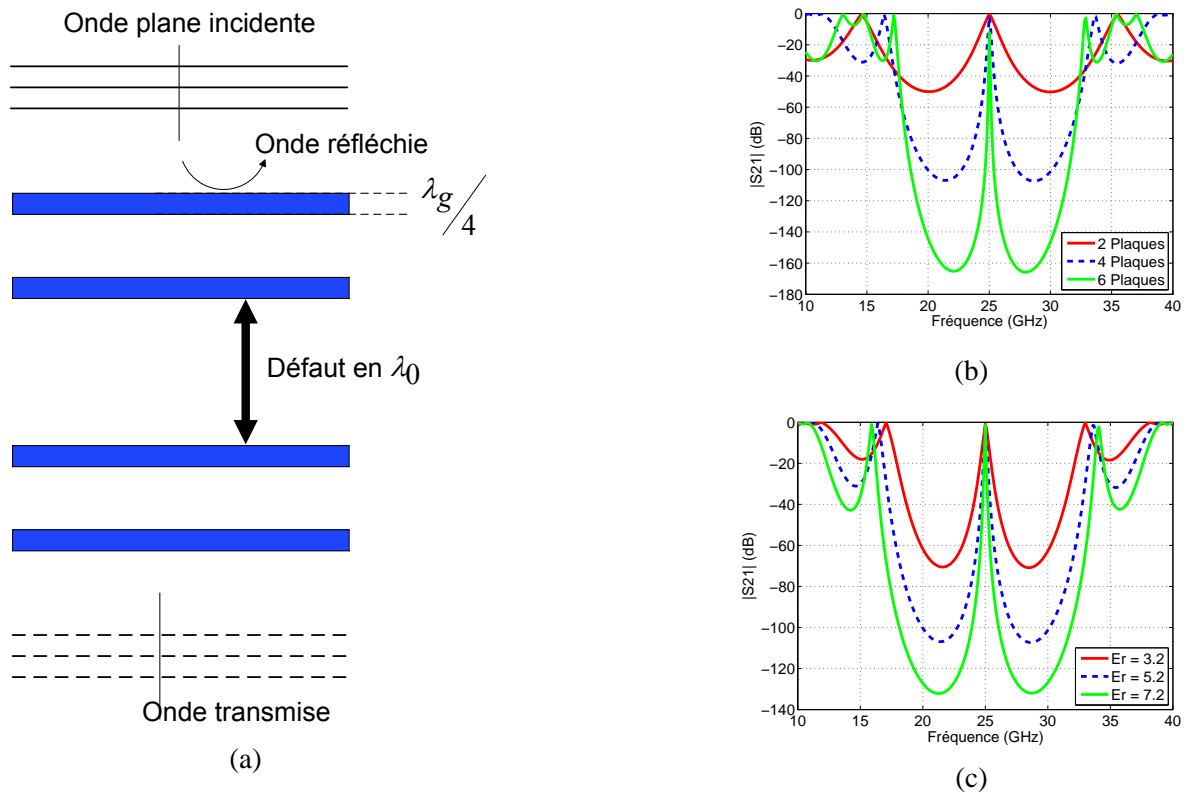 Onde plane incidente
Onde réfléchie
λg/4
Défaut en λ0
Onde transmise
(a)
0
−20
−40
−60
−80
−100
−120
−140
−160
−180
|S21| (dB)
10 15 20 25 30 35 40
Fréquence (GHz)
2 Plaques
4 Plaques
6 Plaques
(b)
0
−20
−40
−60
−80
−100
−120
−140
|S21| (dB)
10 15 20 25 30 35 40
Fréquence (GHz)
Er = 3.2
Er = 5.2
Er = 7.2
(c)